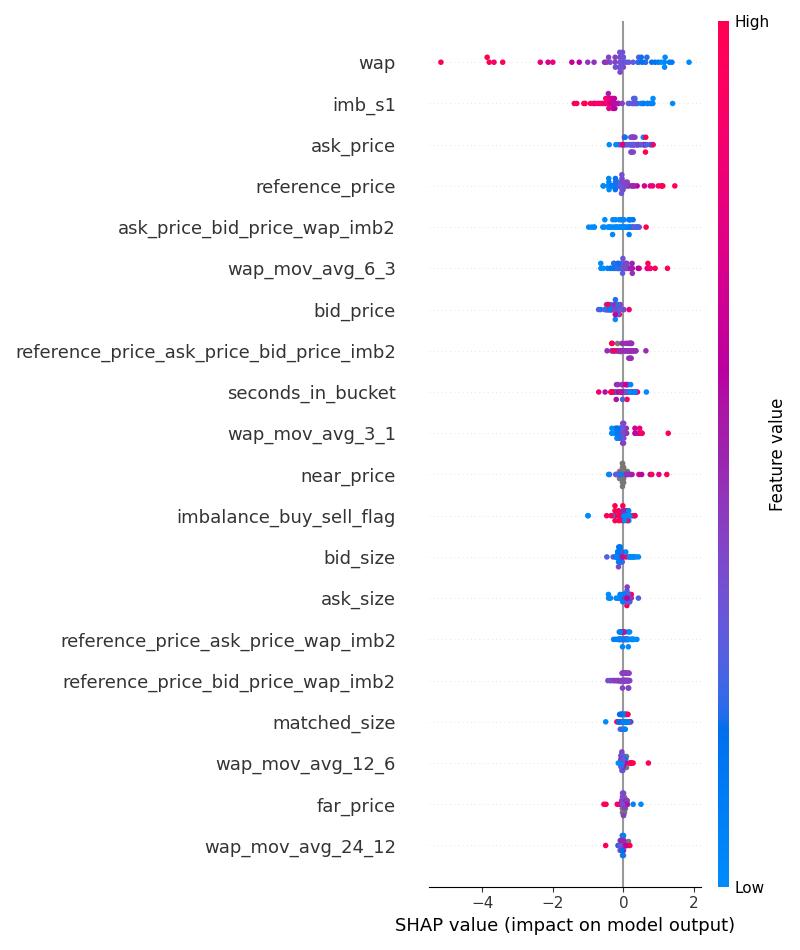 High
wap
imb_s1
ask_price
reference_price
ask_price_bid_price_wap_imb2
wap_mov_avg_6_3
bid_price
reference_price_ask_price_bid_price_imb2
seconds_in_bucket
wap_mov_avg_3_1
near_price
imbalance_buy_sell_flag
bid_size
ask_size
reference_price_ask_price_wap_imb2
reference_price_bid_price_wap_imb2
matched_size
wap_mov_avg_12_6
far_price
wap_mov_avg_24_12
Feature value
Low
−4 −2 0 2
SHAP value (impact on model output)